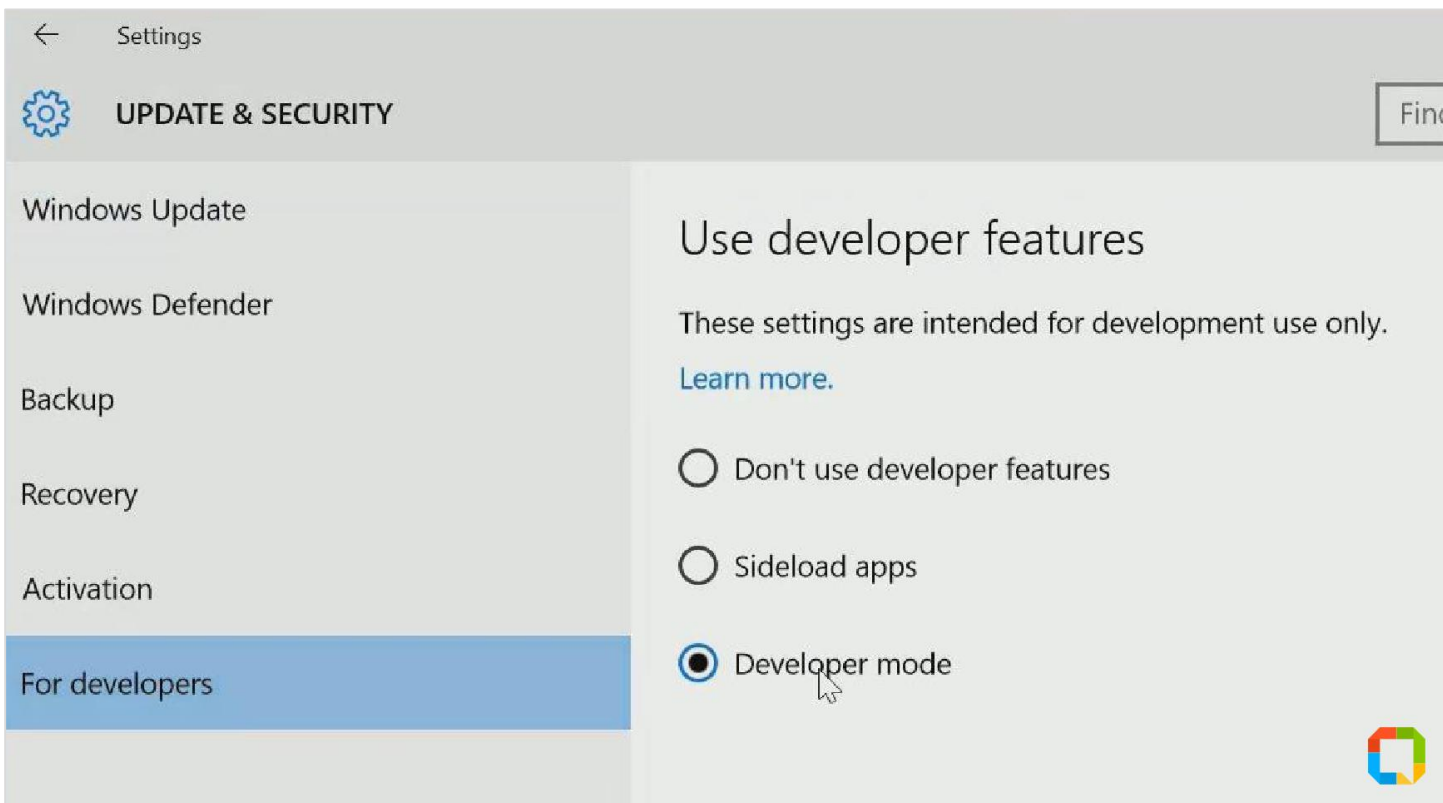 Settings
UPDATE & SECURITY
Windows Update
Windows Defender
Backup
Recovery
Activation
For developers
Use developer features
These settings are intended for development use only.
Learn more.
Don't use developer features
Sideload apps
Developer mode